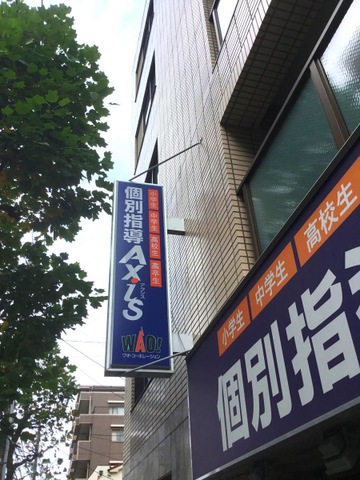 小学生 中学生 高校生 高卒生
個別指導
AXIS
アクシス
WAO!
ワオ・コーポレーション
小学生 中学生 高校生
個別指導